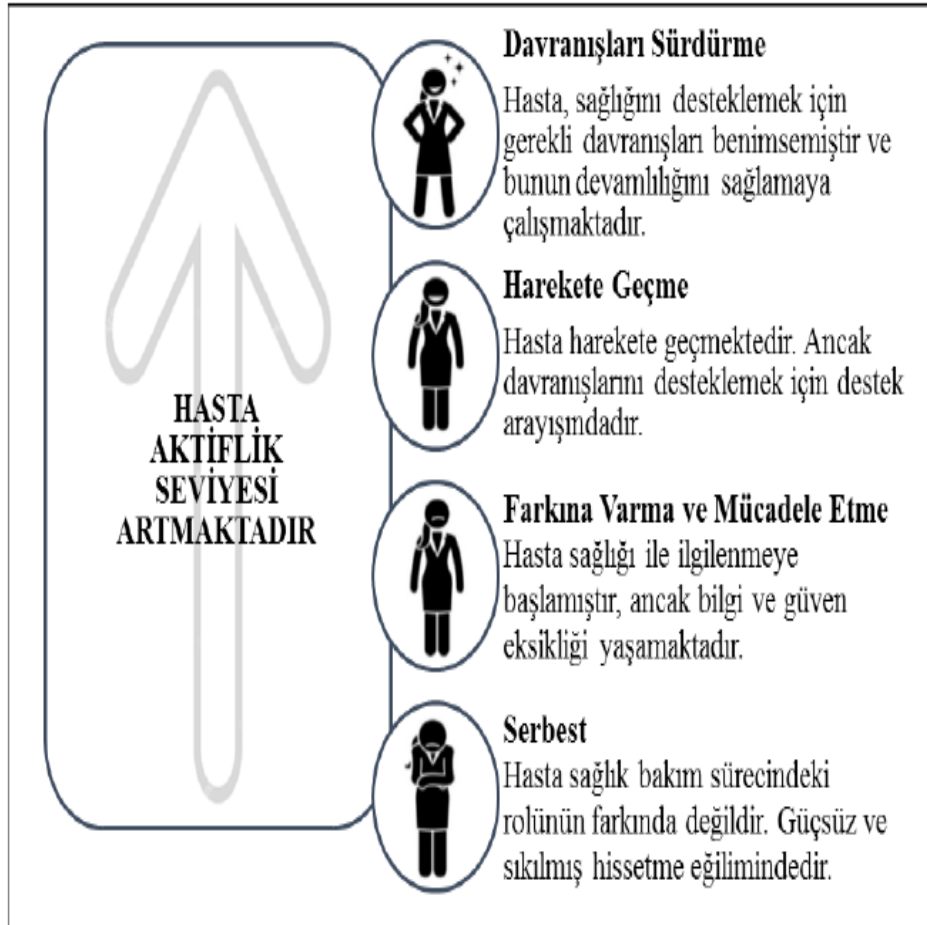 HASTA
AKTİFLİK
SEVİYESİ
ARTMAKTADIR
Davranışları Sürdürme
Hasta, sağlığını desteklemek için
gerekli davranışları benimsemiştir ve
bunun devamlılığını sağlamaya
çalışmaktadır.
Harekete Geçme
Hasta harekete geçmektedir. Ancak
davranışlarını desteklemek için destek
arayışındadır.
Farkına Varma ve Mücadele Etme
Hasta sağlığı ile ilgilenmeye
başlamıştır, ancak bilgi ve güven
eksikliği yaşamaktadır.
Serbest
Hasta sağlık bakım sürecindeki
rolünün farkında değildir. Güçsüz ve
sıkılmış hissetme eğilimindedir.